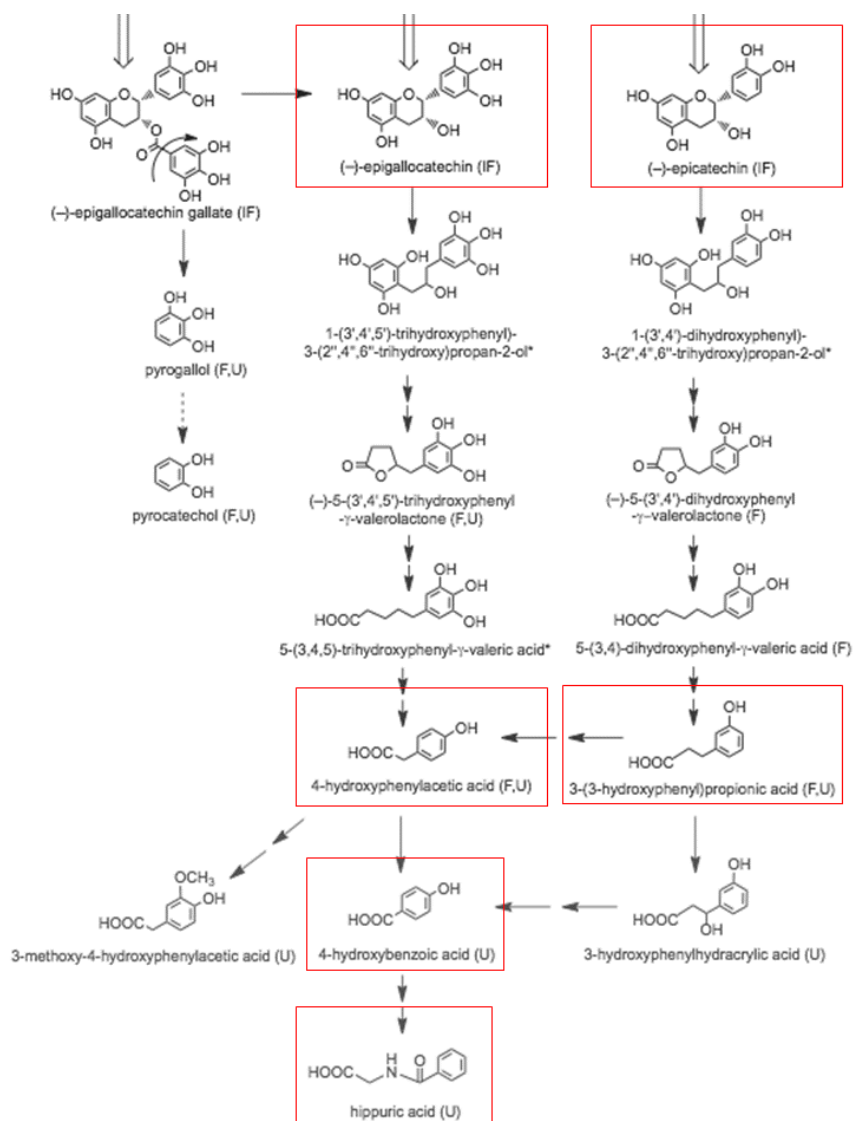 OH
OH
OH
HO
O
O
O
OH
OH
OH
OH
(–)-epigallocatechin gallate (IF)
OH
OH
OH
HO
O
OH
OH
(–)-epigallocatechin (IF)
OH
OH
HO
O
OH
OH
(–)-epicatechin (IF)
OH
OH
OH
pyrogallol (F,U)
OH
OH
pyrocatechol (F,U)
HO
OH
OH
OH
OH
OH
OH
1-(3',4',5')-trihydroxyphenyl)-
3-(2",4",6"-trihydroxy)propan-2-ol*
HO
OH
OH
OH
OH
OH
1-(3',4')-dihydroxyphenyl)-
3-(2",4",6"-trihydroxy)propan-2-ol*
O
O
OH
OH
OH
(–)-5-(3',4',5')-trihydroxyphenyl
-γ-valerolactone (F,U)
O
O
OH
OH
(–)-5-(3',4')-dihydroxyphenyl
-γ-valerolactone (F)
HOOC
OH
OH
OH
5-(3,4,5)-trihydroxyphenyl-γ-valeric acid*
HOOC
OH
OH
5-(3,4)-dihydroxyphenyl-γ-valeric acid (F)
HOOC
OH
4-hydroxyphenylacetic acid (F,U)
OH
HOOC
3-(3-hydroxyphenyl)propionic acid (F,U)
OCH3
OH
HOOC
3-methoxy-4-hydroxyphenylacetic acid (U)
OH
HOOC
4-hydroxybenzoic acid (U)
OH
HOOC
OH
3-hydroxyphenylhydracrylic acid (U)
HOOC
H
N
O
hippuric acid (U)